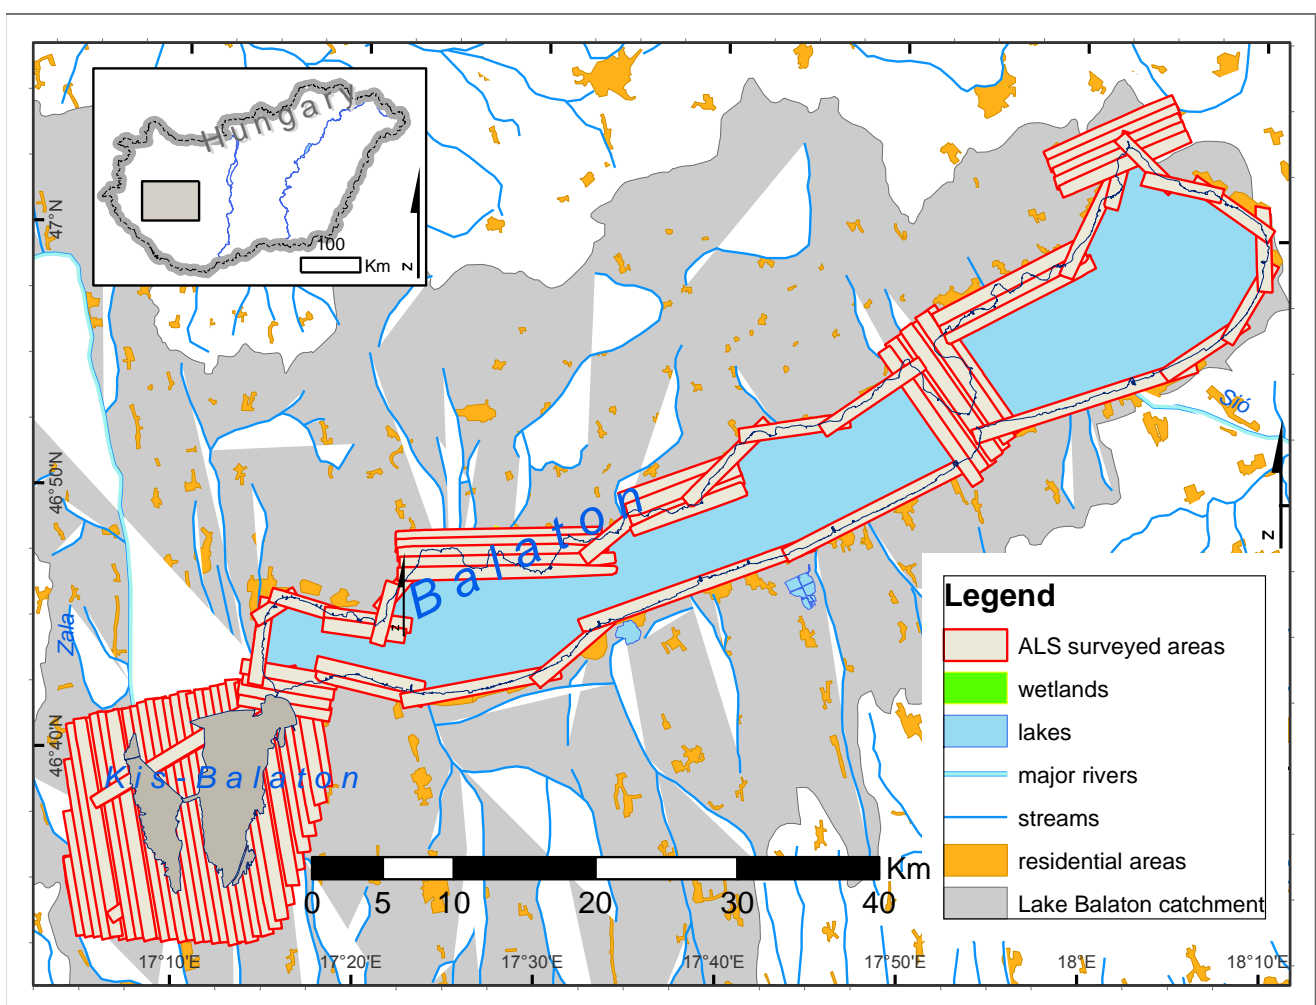 Hungary
100
Km
z
47°N
46°50'N
46°40'N
Zala
Sió
Balaton
z
z
Kis-Balaton
Legend
ALS surveyed areas
wetlands
lakes
major rivers
streams
residential areas
Lake Balaton catchment
Km
0 5 10 20 30 40
17°10'E 17°20'E 17°30'E 17°40'E 17°50'E 18°E 18°10'E